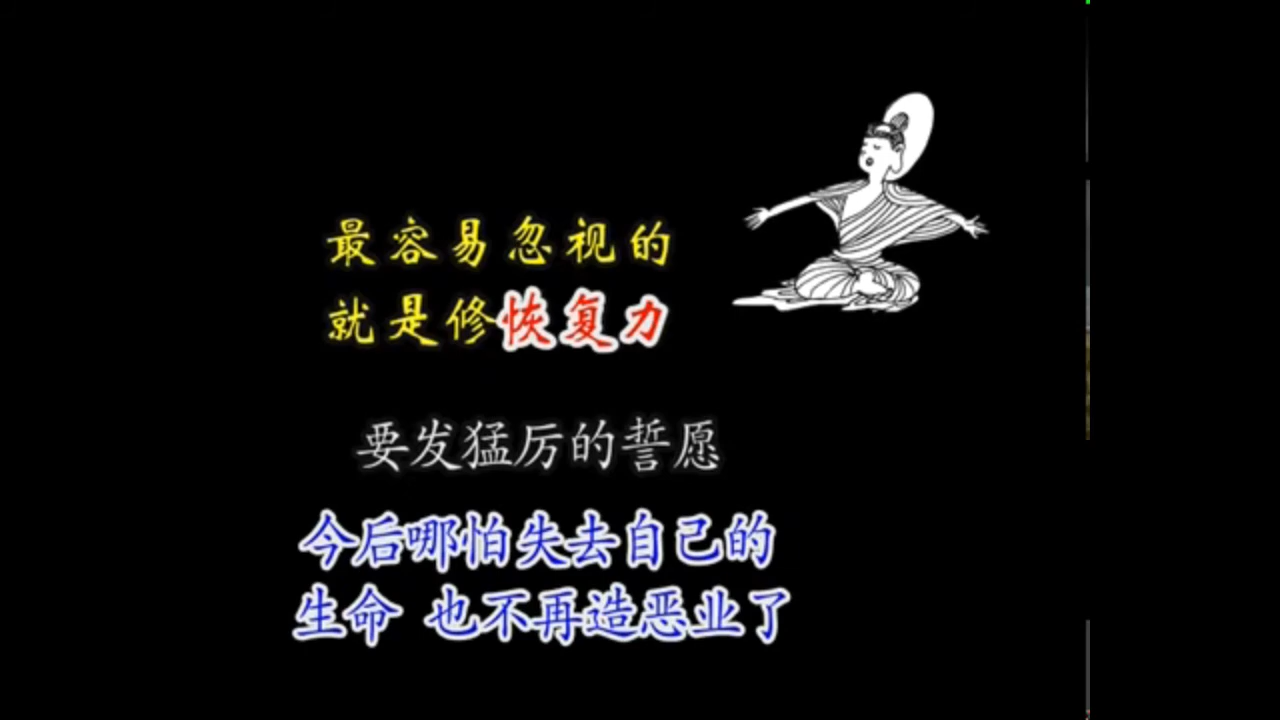 最容易忽视的
就是修恢复力
要发猛厉的誓愿
今后哪怕失去自己的
生命 也不再造恶业了